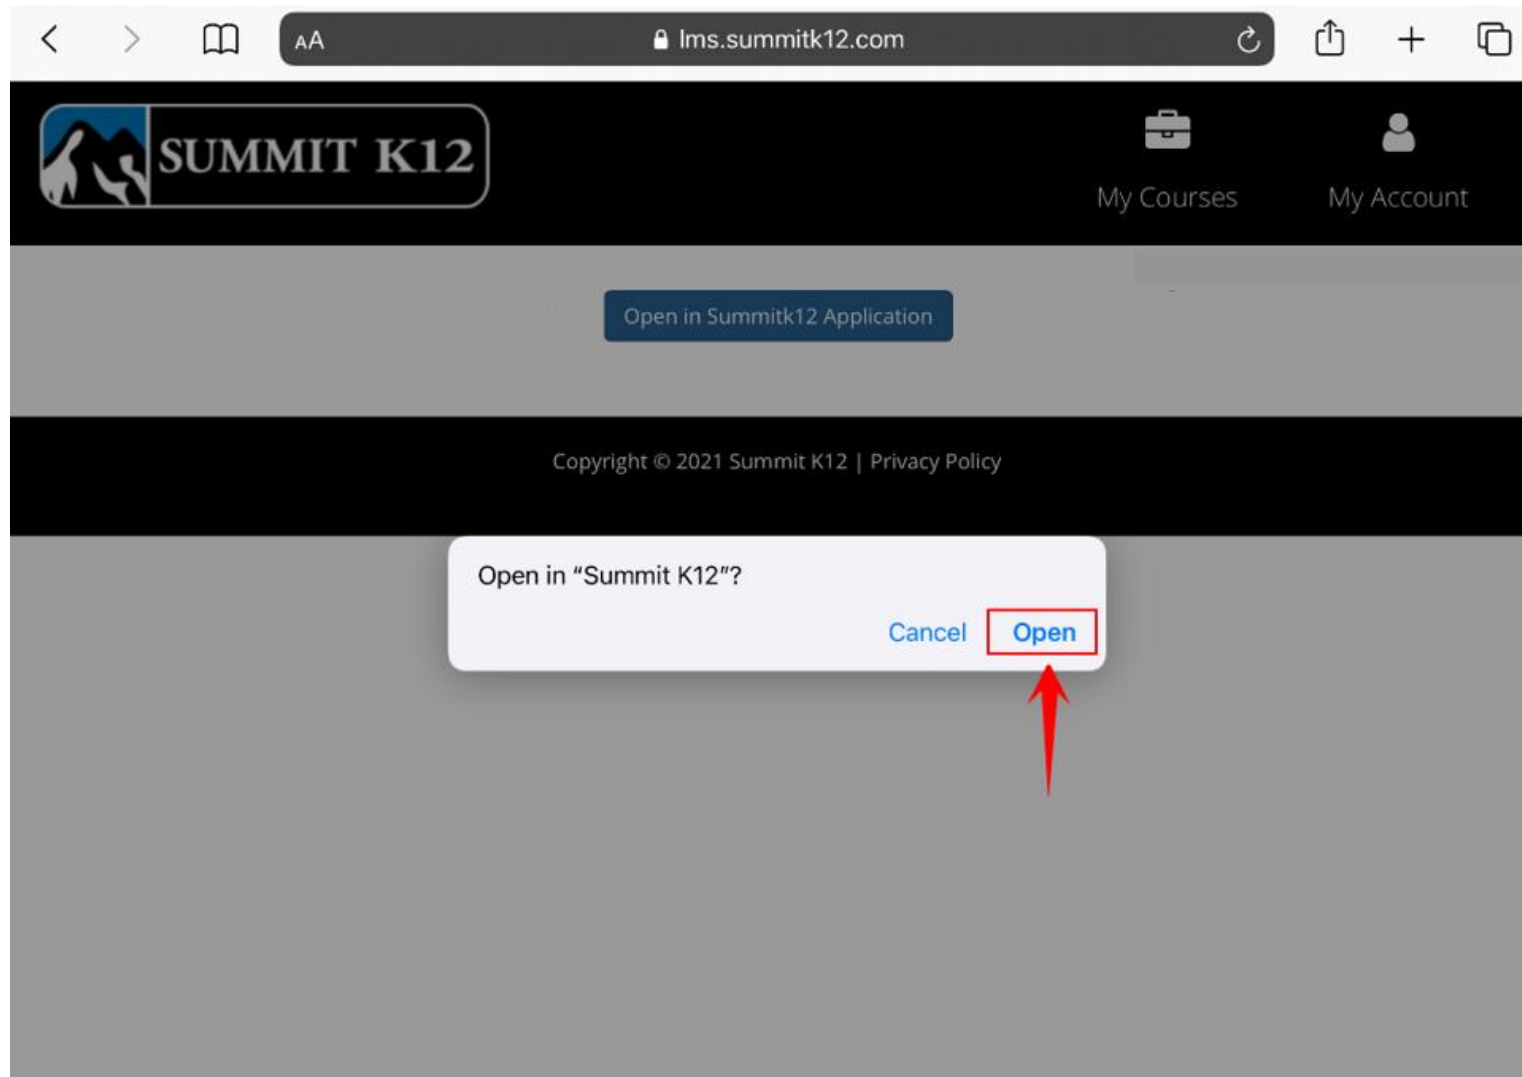 AA
lms.summitk12.com
SUMMIT K12
My Courses
My Account
Open in Summitk12 Application
Copyright © 2021 Summit K12 | Privacy Policy
Open in “Summit K12”?
Cancel
Open